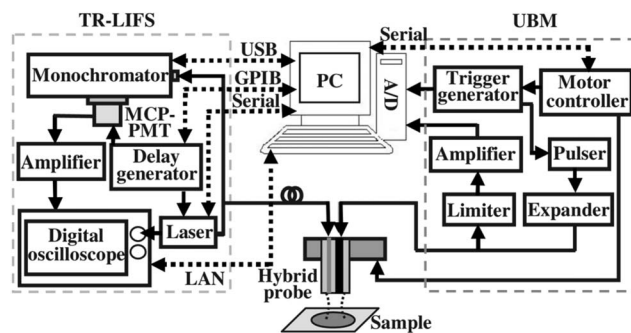 TR-LIFS
UBM
USB
Serial
Monochromator
GPIB
PC
Serial
A/D
Trigger
generator
Motor
controller
MCP-
PMT
Amplifier
Delay
generator
Amplifier
Pulser
Laser
Limiter
Expander
Digital
oscilloscope
LAN
Hybrid
probe
Sample